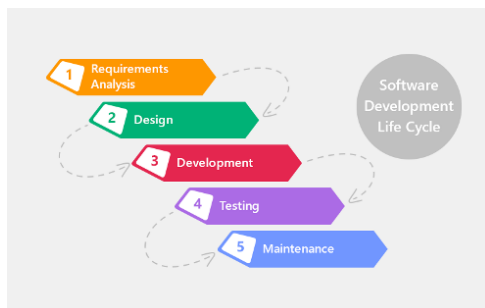 1
Requirements
Analysis
2
Design
3
Development
4
Testing
5
Maintenance
Software
Development
Life Cycle